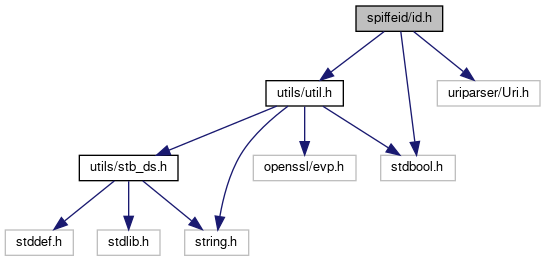 spiffeid/id.h
utils/util.h
uriparser/Uri.h
utils/stb_ds.h
openssl/evp.h
stdbool.h
stddef.h
stdlib.h
string.h